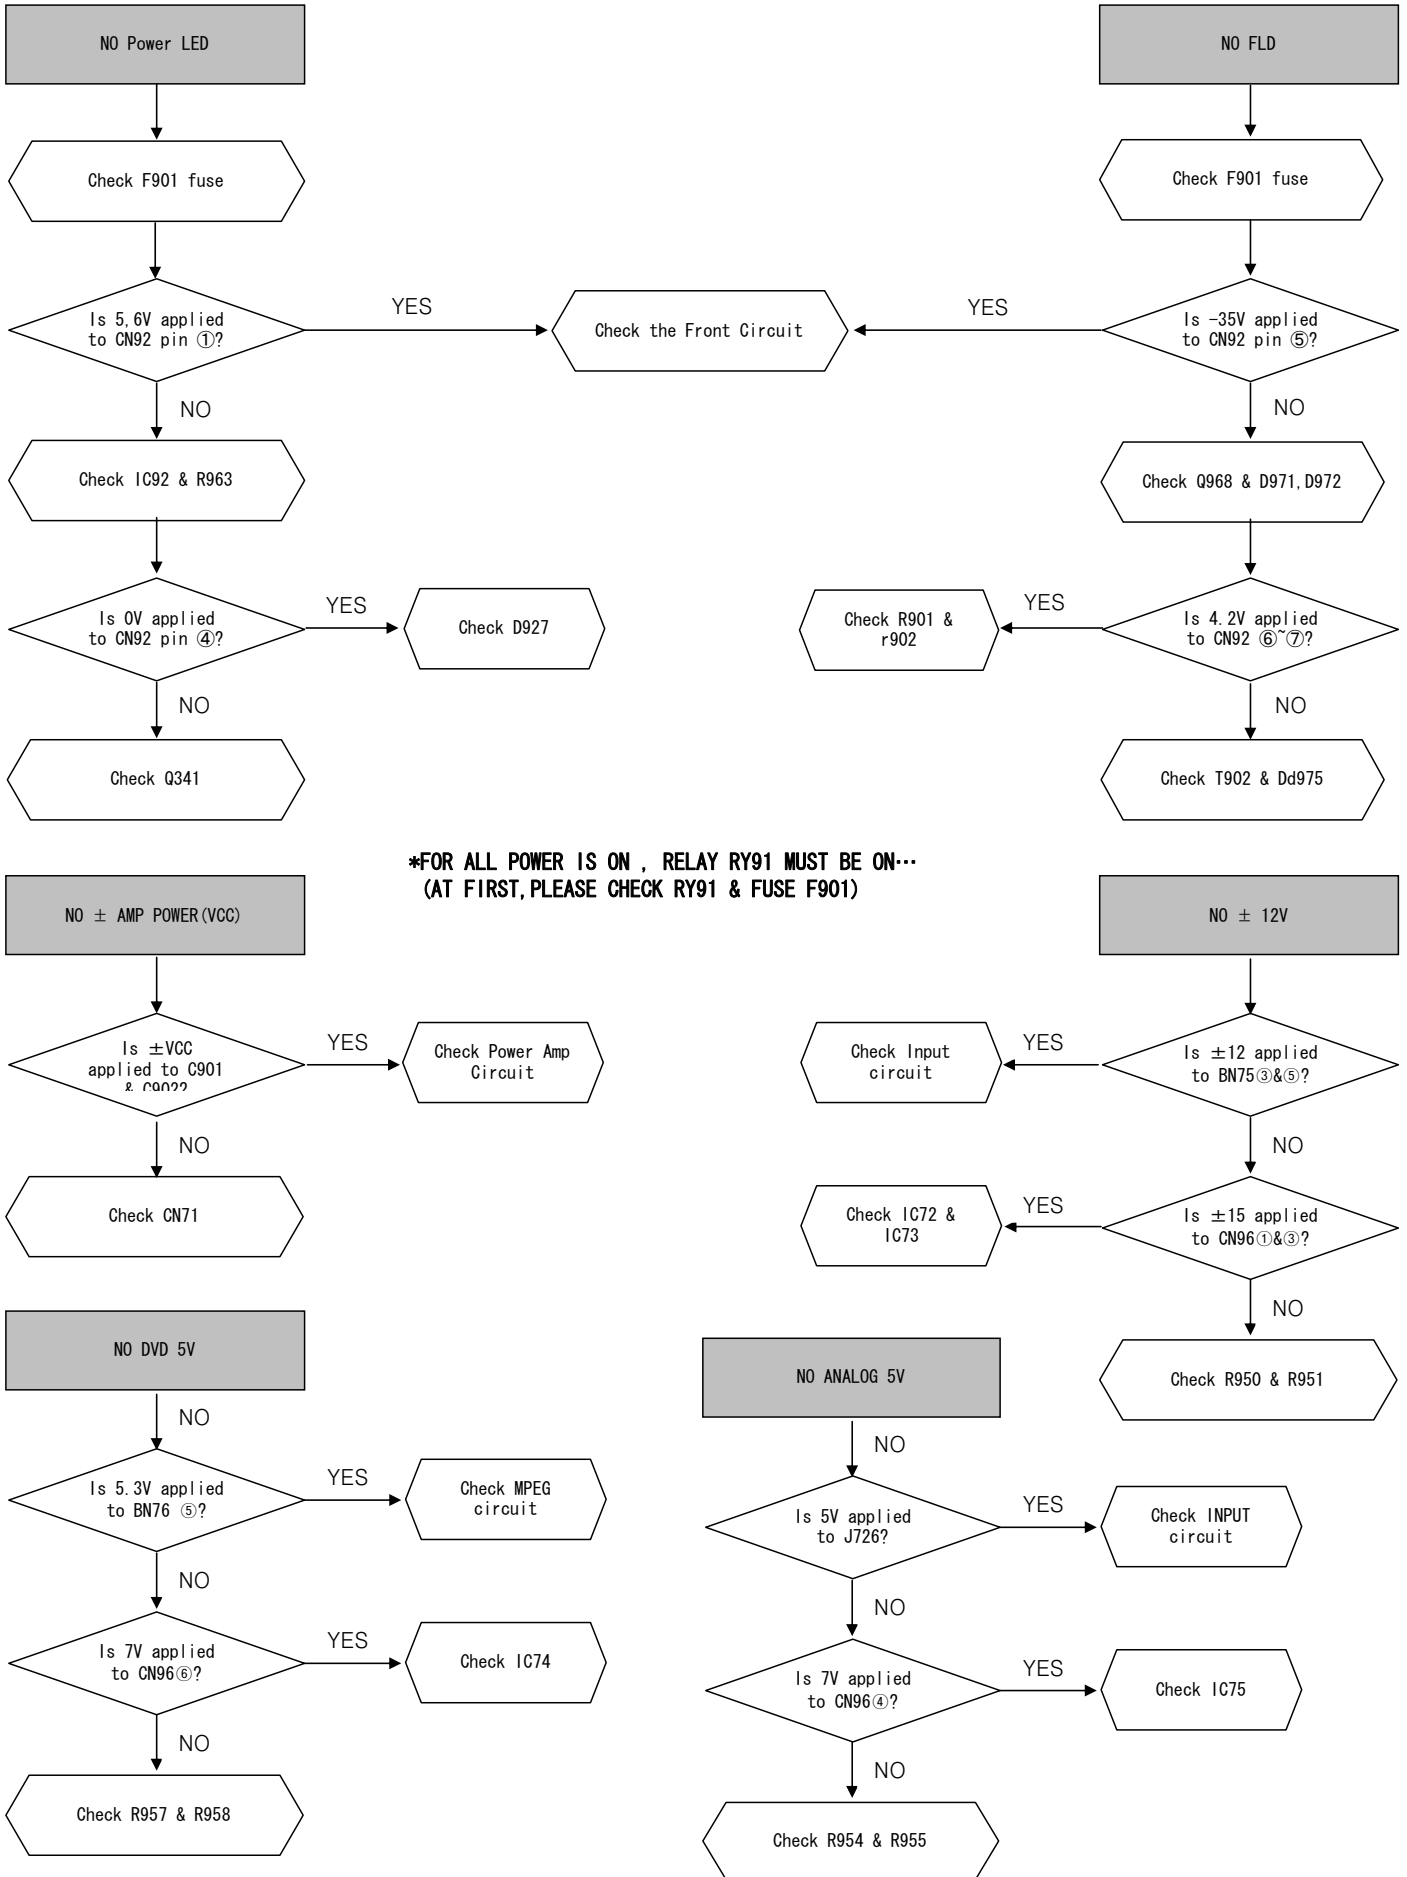 NO Power LED
Check F901 fuse
Is 5,6V applied
to CN92 pin ①?
YES
NO
Check the Front Circuit
Check IC92 & R963
Is 0V applied
to CN92 pin ④?
YES
Check D927
NO
Check Q341
NO FLD
Check F901 fuse
Is -35V applied
to CN92 pin ⑤?
YES
NO
Check Q968 & D971,D972
Is 4.2V applied
to CN92 ⑥~⑦?
YES
Check R901 &
r902
NO
Check T902 & Dd975
*FOR ALL POWER IS ON , RELAY RY91 MUST BE ON…
(AT FIRST,PLEASE CHECK RY91 & FUSE F901)
NO ± AMP POWER(VCC)
Is ±VCC
applied to C901
& C902?
YES
Check Power Amp
Circuit
NO
Check CN71
NO ± 12V
Is ±12 applied
to BN75③&⑤?
YES
Check Input
circuit
NO
Is ±15 applied
to CN96①&③?
YES
Check IC72 &
IC73
NO
Check R950 & R951
NO DVD 5V
NO
Is 5.3V applied
to BN76 ⑤?
YES
Check MPEG
circuit
NO
Is 7V applied
to CN96⑥?
YES
Check IC74
NO
Check R957 & R958
NO ANALOG 5V
NO
Is 5V applied
to J726?
YES
Check INPUT
circuit
NO
Is 7V applied
to CN96④?
YES
Check IC75
NO
Check R954 & R955